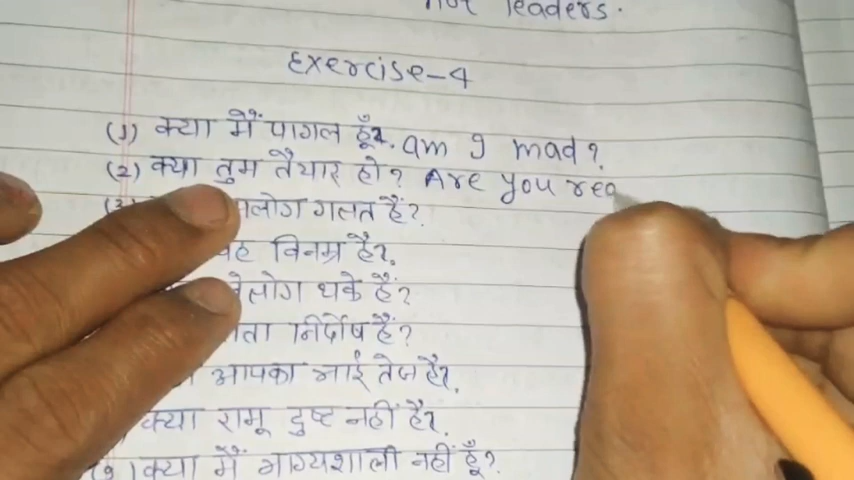 leaders.
Exercise-4
(1) क्या मैं पागल हूँ? am I mad?
(2) क्या तुम तैयार हो? Are you rea
लोग गलत हैं?
वह विनम्र है?
वेलोग थके हैं?
निर्दोष है?
आपका भाई तेज है?
क्या रामू दुष्ट नहीं है?
(9) क्या मैं भाग्यशाली नहीं हूँ?